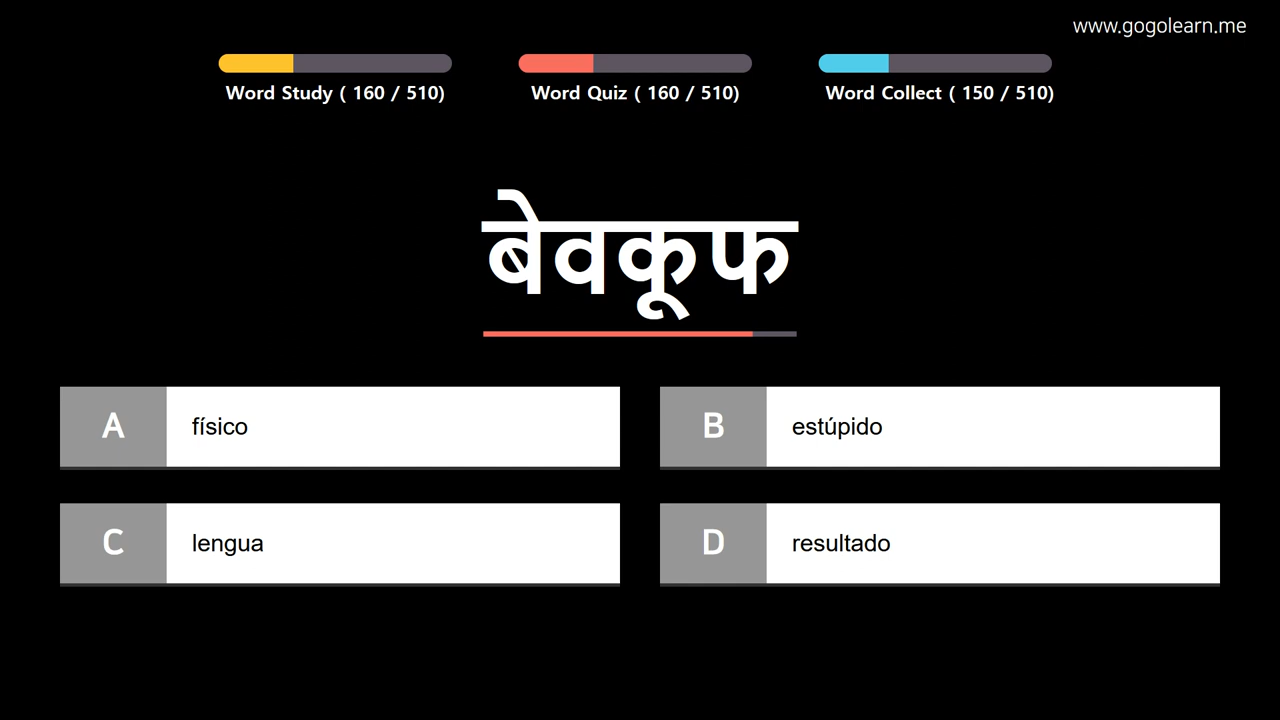 www.gogolearn.me
Word Study ( 160 / 510)
Word Quiz ( 160 / 510)
Word Collect ( 150 / 510)
बेवकूफ
A físico
B estúpido
C lengua
D resultado